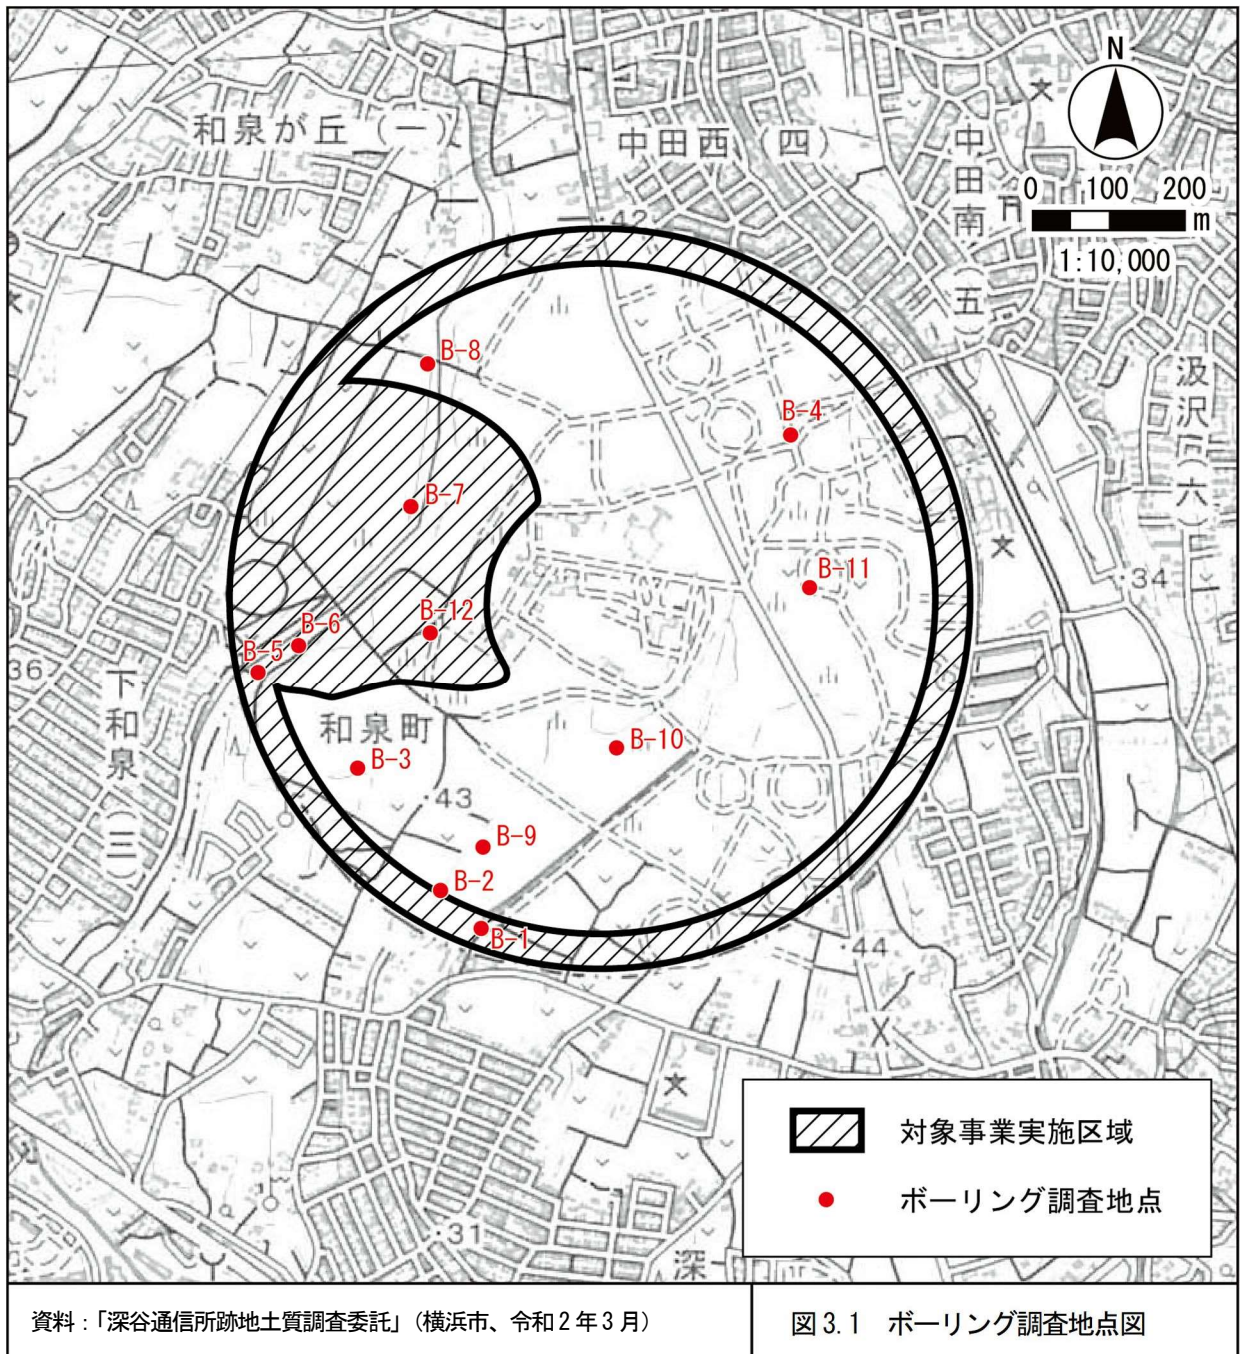 N
0 100 200
m
1:10,000
和泉が丘(一)
中田西(四)
中田南(五)
汲沢町(六)
42
B-8
B-4
B-7
B-11
34
B-12
B-6
B-5
36
下和泉(三)
和泉町
B-10
B-3
43
B-9
B-2
B-1
44
31
深
対象事業実施区域
ボーリング調査地点
資料:「深谷通信所跡地土質調査委託」(横浜市、令和2年3月)
図3.1 ボーリング調査地点図